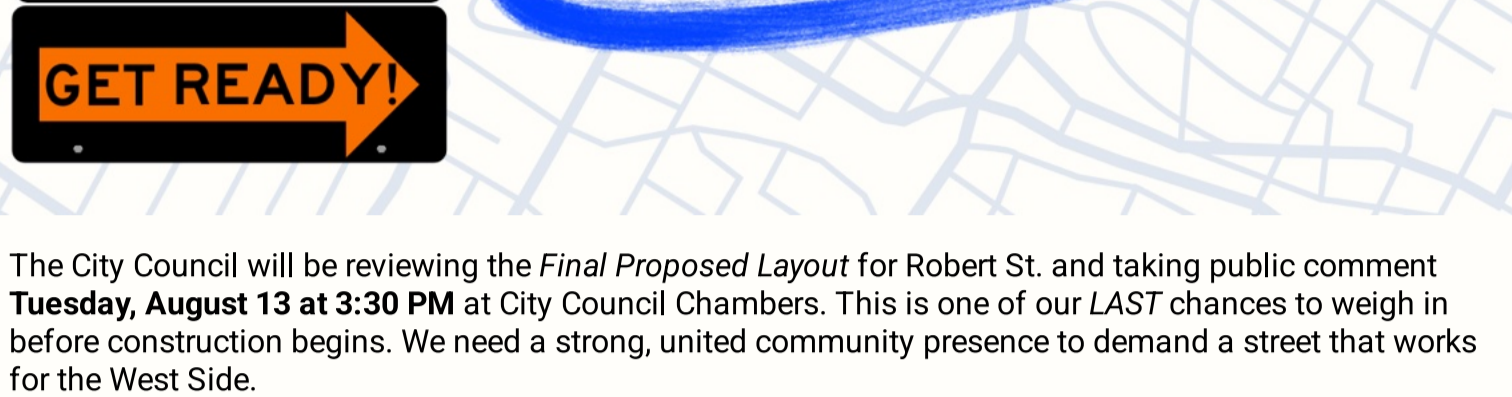 GET READY!
The City Council will be reviewing the Final Proposed Layout for Robert St. and taking public comment
Tuesday, August 13 at 3:30 PM at City Council Chambers. This is one of our LAST chances to weigh in
before construction begins. We need a strong, united community presence to demand a street that works
for the West Side.